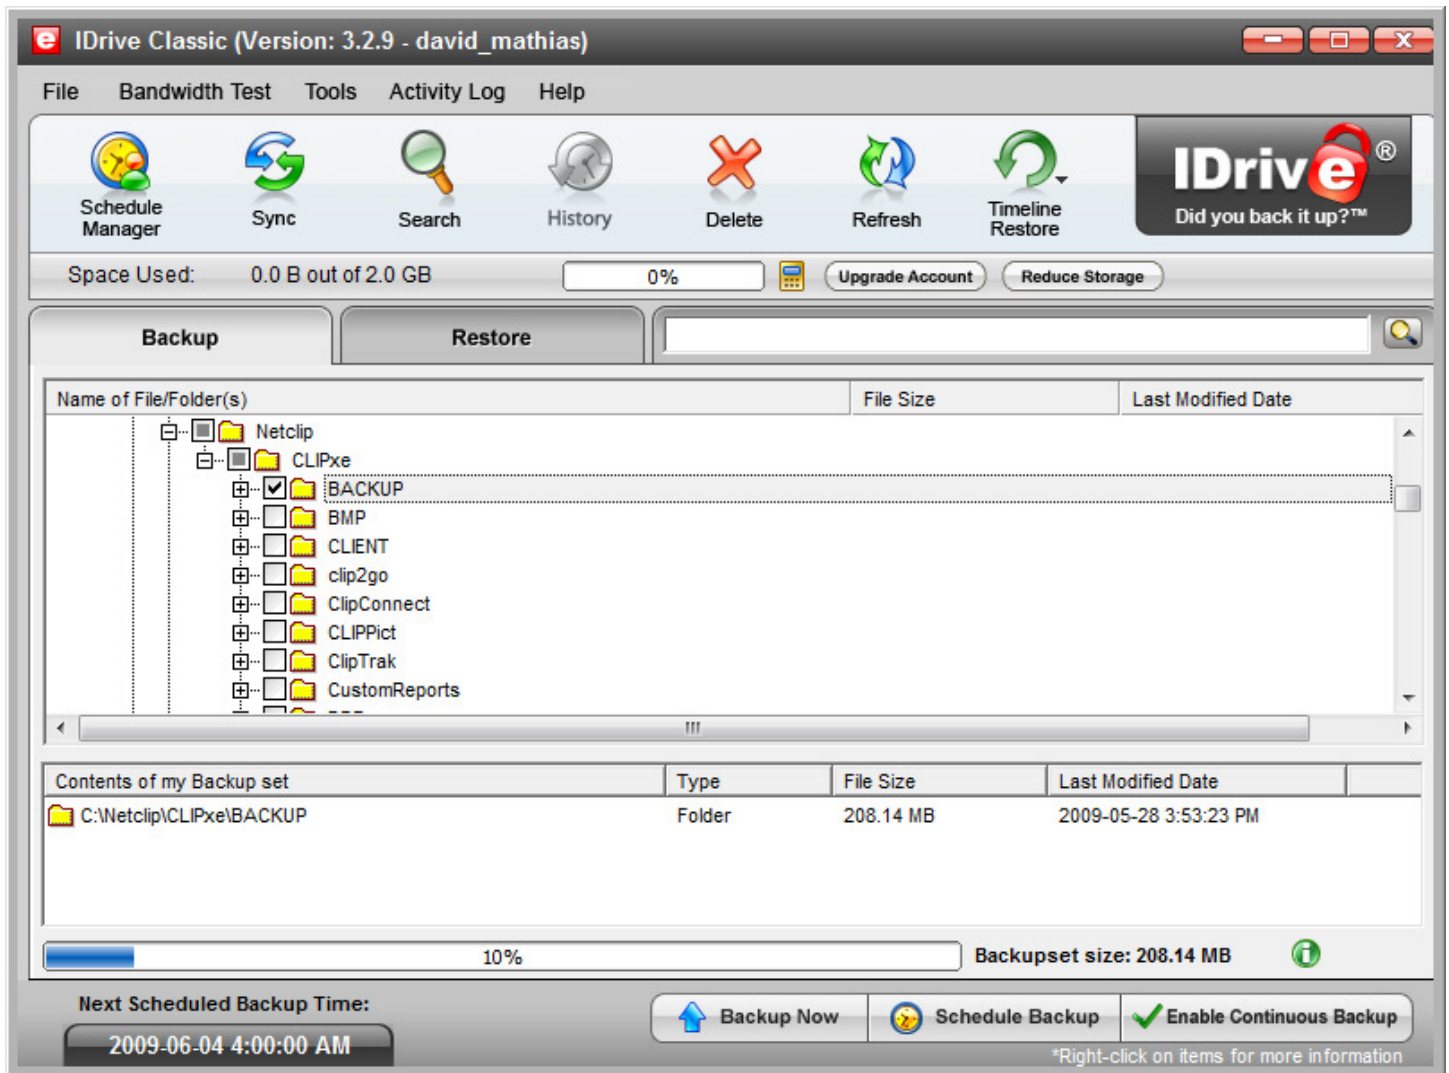 e IDrive Classic (Version: 3.2.9 - david_mathias)
File Bandwidth Test Tools Activity Log Help
Schedule Manager Sync Search History Delete Refresh Timeline Restore
IDrive®
Did you back it up?™
Space Used: 0.0 B out of 2.0 GB 0% Upgrade Account Reduce Storage
Backup Restore
Name of File/Folder(s) File Size Last Modified Date
Netclip
CLIPxe
BACKUP
BMP
CLIENT
clip2go
ClipConnect
CLIPPict
ClipTrak
CustomReports
Contents of my Backup set Type File Size Last Modified Date
C:\Netclip\CLIPxe\BACKUP Folder 208.14 MB 2009-05-28 3:53:23 PM
10% Backupset size: 208.14 MB
Next Scheduled Backup Time:
2009-06-04 4:00:00 AM
Backup Now Schedule Backup Enable Continuous Backup
*Right-click on items for more information